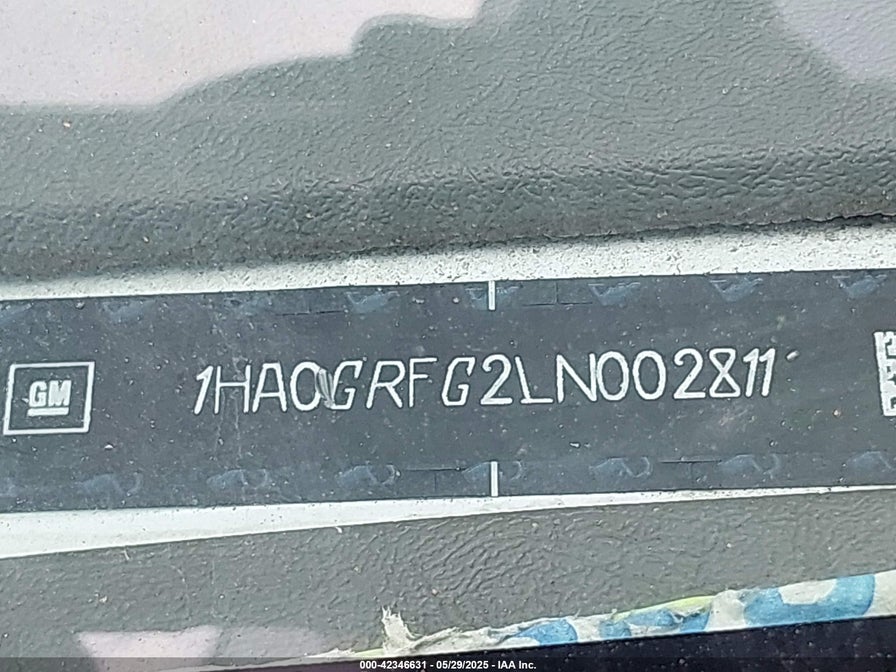 GM
1HA0GRFG2LN002811
000-42346631 - 05/29/2025 - IAA Inc.